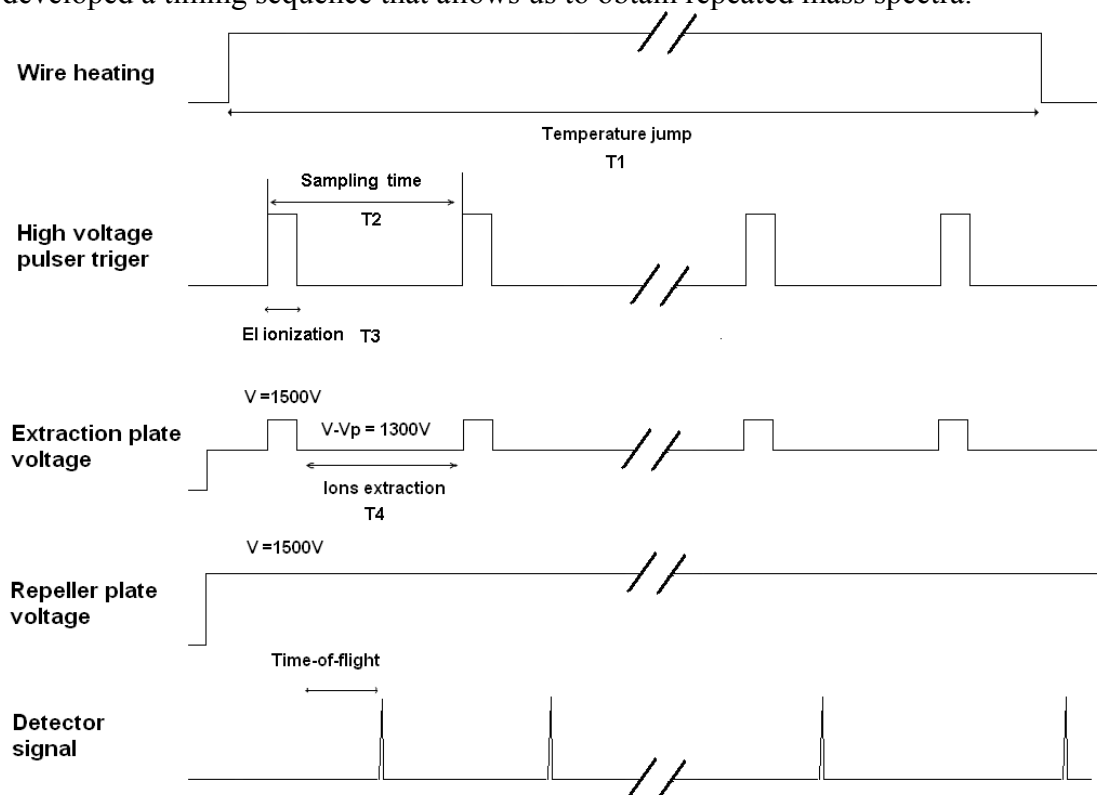 developed a timing sequence that allows us to obtain repeated mass spectra.
Wire heating
Temperature jump
T1
Sampling time
T2
High voltage
pulser triger
EI ionization T3
V =1500V
Extraction plate
voltage
V-Vp = 1300V
Ions extraction
T4
V =1500V
Repeller plate
voltage
Time-of-flight
Detector
signal